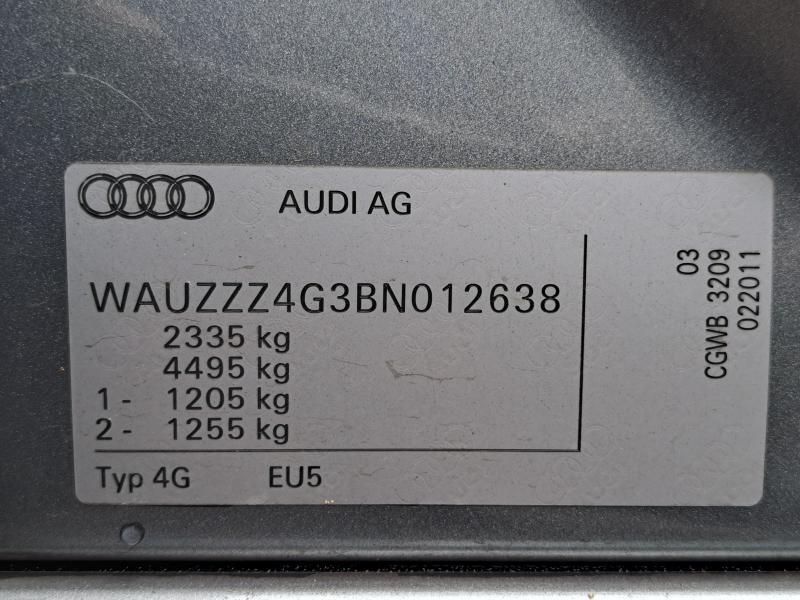 AUDI AG
WAUZZZ4G3BN012638
2335 kg
4495 kg
1 - 1205 kg
2 - 1255 kg
Typ 4G EU5
03
CGWB 3209
022011